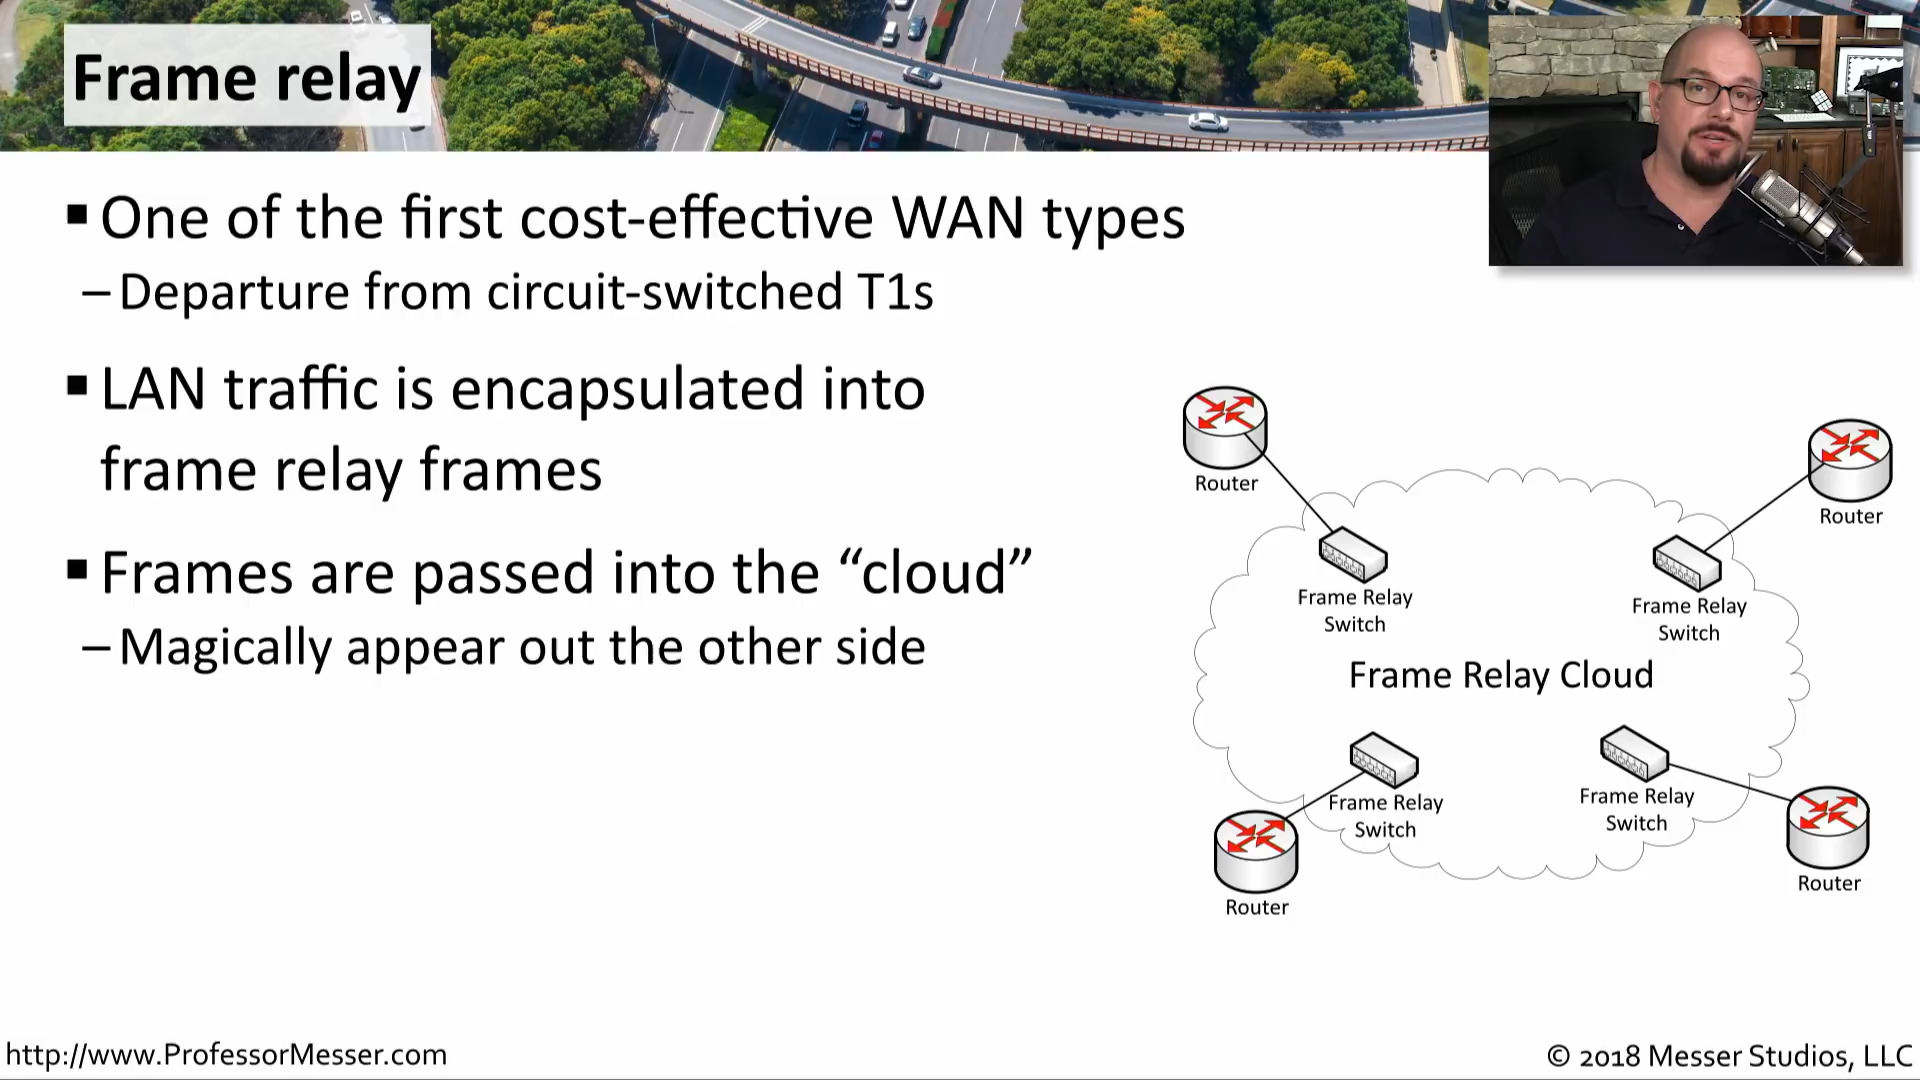 Frame relay
▪ One of the first cost-effective WAN types
– Departure from circuit-switched T1s
▪ LAN traffic is encapsulated into
frame relay frames
▪ Frames are passed into the “cloud”
– Magically appear out the other side
Router
Router
Frame Relay
Switch
Frame Relay
Switch
Frame Relay Cloud
Frame Relay
Switch
Frame Relay
Switch
Router
Router
http://www.ProfessorMesser.com
© 2018 Messer Studios, LLC